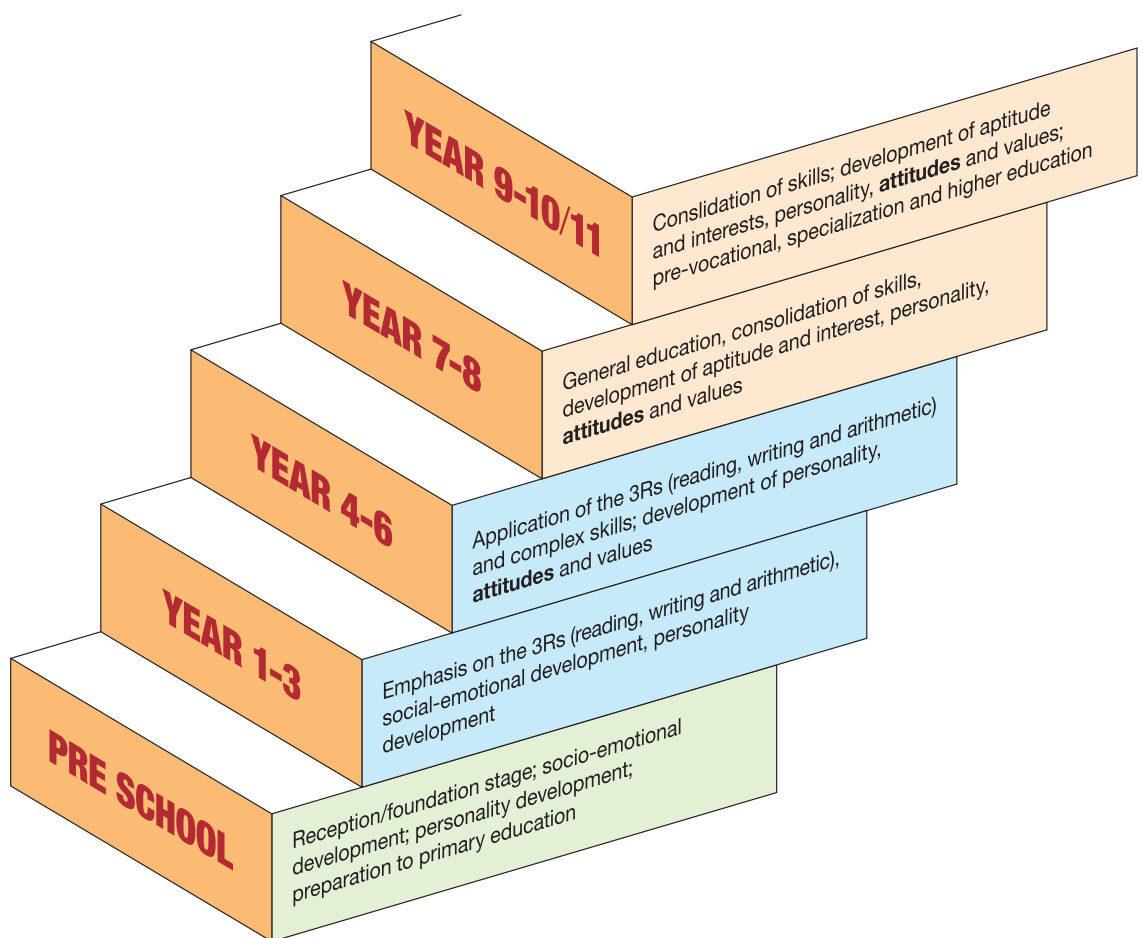 YEAR 9-10/11
Conslidation of skills; development of aptitude
and interests, personality, attitudes and values;
pre-vocational, specialization and higher education
YEAR 7-8
General education, consolidation of skills,
development of aptitude and interest, personality,
attitudes and values
YEAR 4-6
Application of the 3Rs (reading, writing and arithmetic)
and complex skills; development of personality,
attitudes and values
YEAR 1-3
Emphasis on the 3Rs (reading, writing and arithmetic),
social-emotional development, personality
development
PRE SCHOOL
Reception/foundation stage; socio-emotional
development; personality development;
preparation to primary education